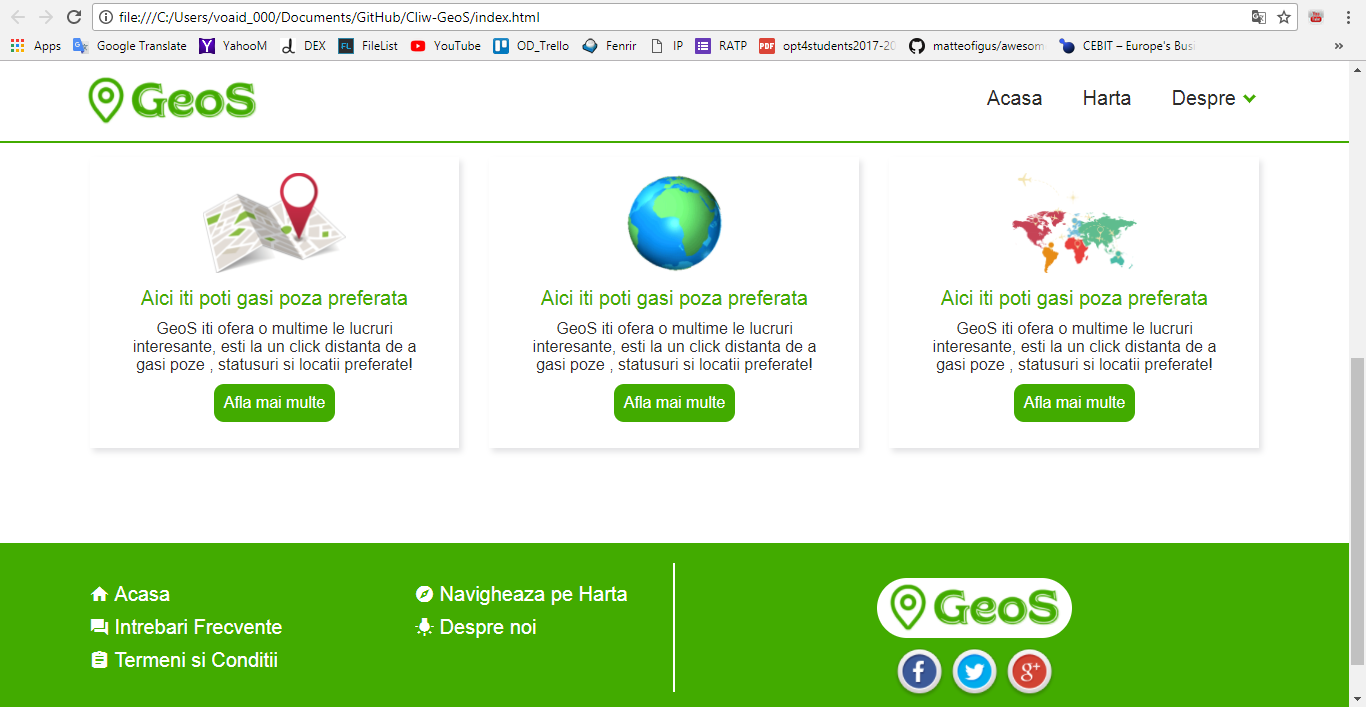 file:///C:/Users/voaid_000/Documents/GitHub/Cliw-GeoS/index.html
Apps Google Translate YahooM DEX FileList YouTube OD_Trello Fenrir IP RATP opt4students2017-20 matteofigus/awesom CEBIT – Europe's Busi »
GeoS Acasa Harta Despre
Aici iti poti gasi poza preferata
GeoS iti ofera o multime le lucruri
interesante, esti la un click distanta de a
gasi poze , statusuri si locatii preferate!
Afla mai multe
Aici iti poti gasi poza preferata
GeoS iti ofera o multime le lucruri
interesante, esti la un click distanta de a
gasi poze , statusuri si locatii preferate!
Afla mai multe
Aici iti poti gasi poza preferata
GeoS iti ofera o multime le lucruri
interesante, esti la un click distanta de a
gasi poze , statusuri si locatii preferate!
Afla mai multe
Acasa
Intrebari Frecvente
Termeni si Conditii
Navigheaza pe Harta
Despre noi
GeoS